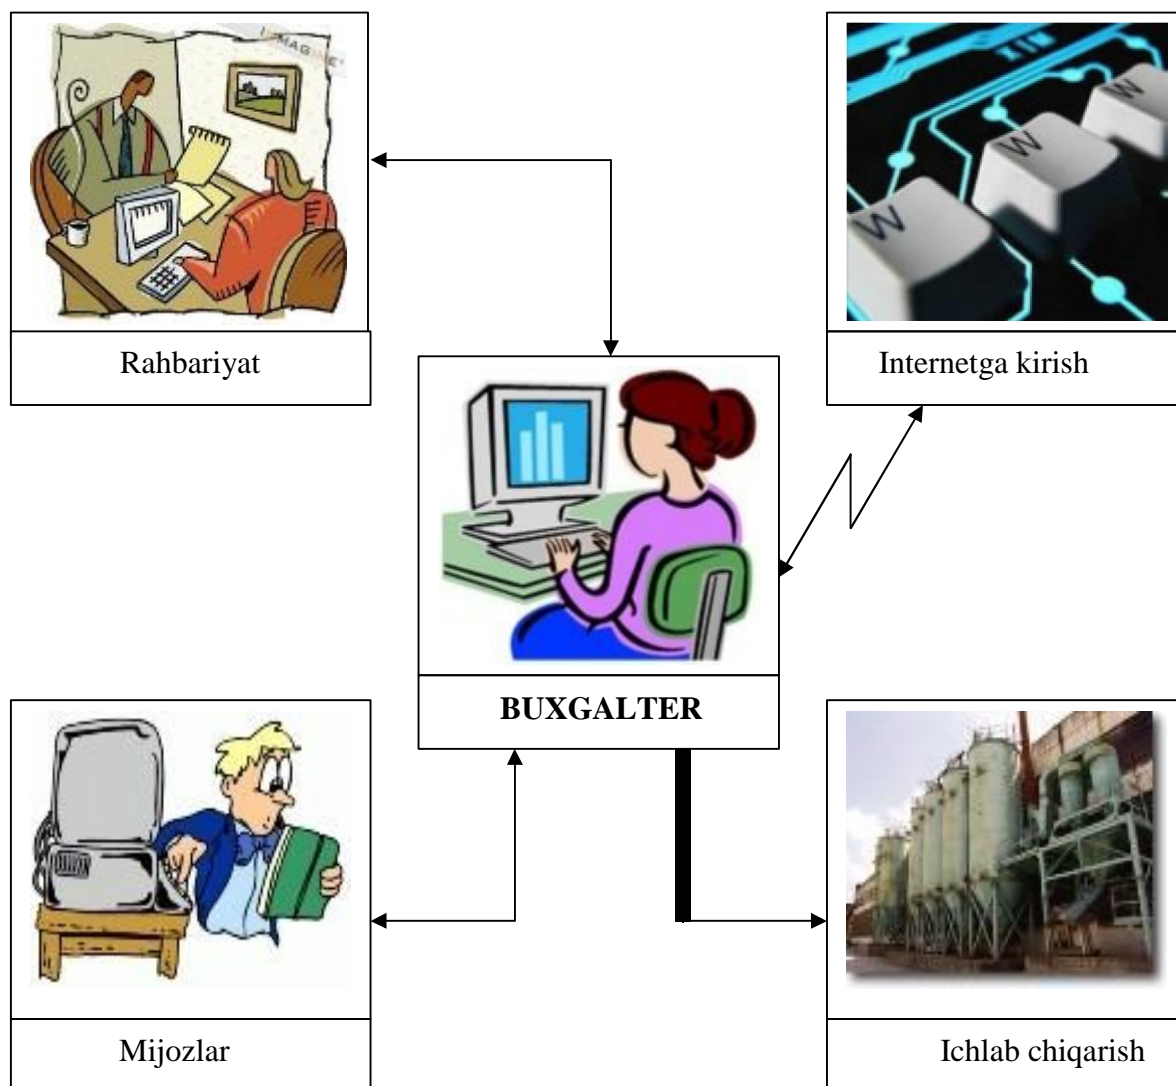 Rahbariyat
Internetga kirish
W
W
W
BUXGALTER
Mijozlar
Ichlab chiqarish